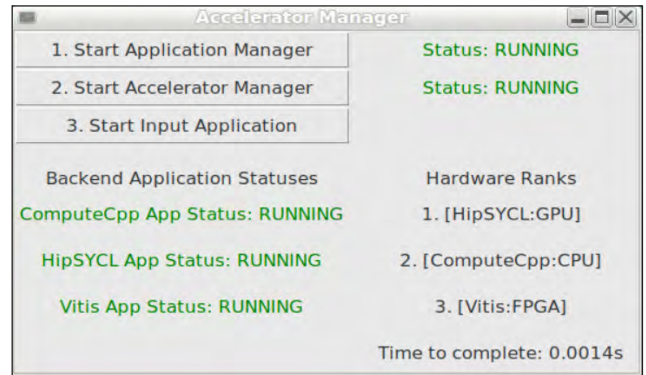 Accelerator Manager
1. Start Application Manager Status: RUNNING
2. Start Accelerator Manager Status: RUNNING
3. Start Input Application
Backend Application Statuses Hardware Ranks
ComputeCpp App Status: RUNNING 1. [HipSYCL:GPU]
HipSYCL App Status: RUNNING 2. [ComputeCpp:CPU]
Vitis App Status: RUNNING 3. [Vitis:FPGA]
Time to complete: 0.0014s